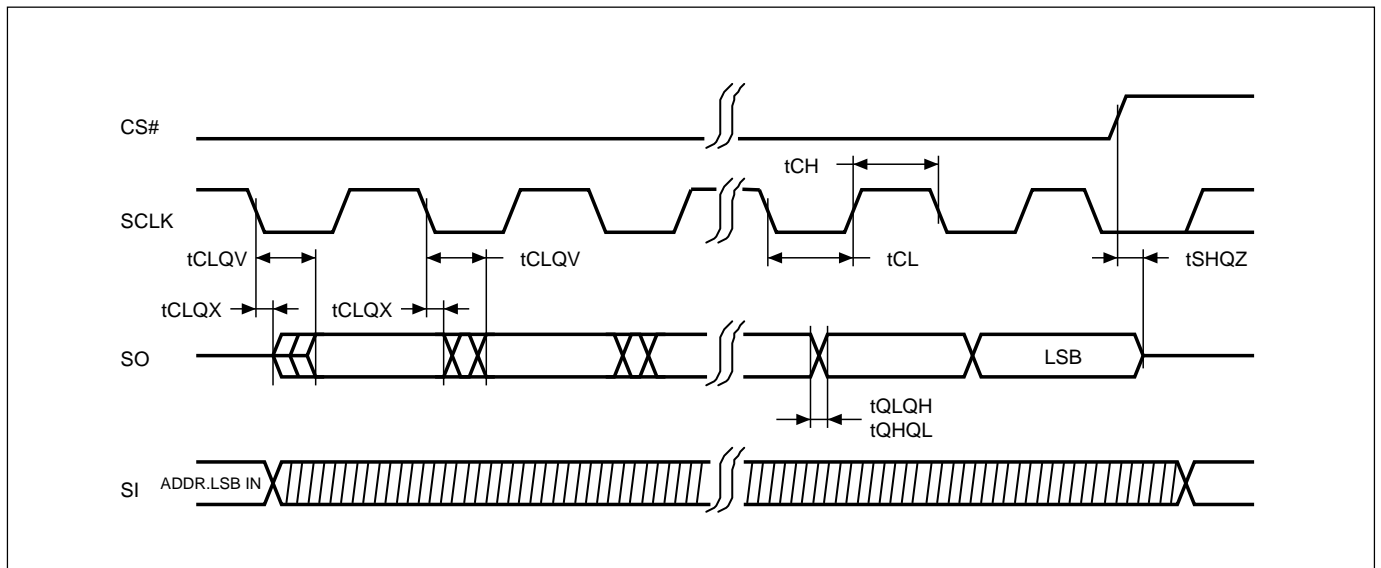 CS#
tCH
SCLK
tCLQV
tCLQV
tCL
tSHQZ
tCLQX
tCLQX
SO
LSB
tQLQH
tQHQL
SI
ADDR.LSB IN